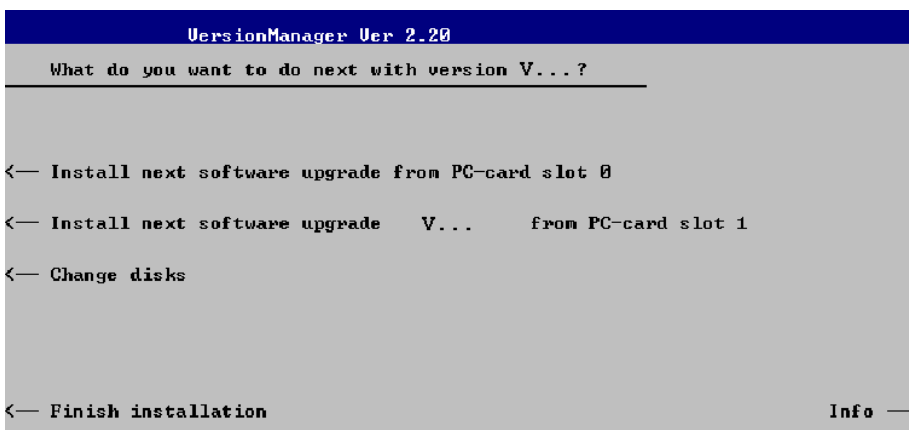 VersionManager Ver 2.20
What do you want to do next with version V...?
<— Install next software upgrade from PC-card slot 0
<— Install next software upgrade V... from PC-card slot 1
<— Change disks
<— Finish installation Info —